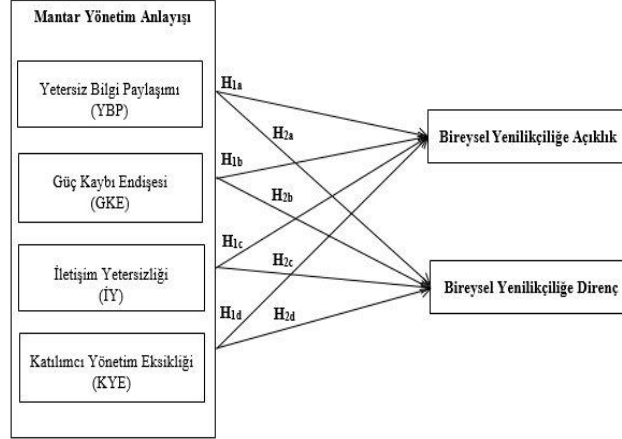 Mantar Yönetim Anlayışı
Yetersiz Bilgi Paylaşımı
(YBP)
Güç Kaybı Endişesi
(GKE)
İletişim Yetersizliği
(İY)
Katılımcı Yönetim Eksikliği
(KYE)
H1a
H2a
H1b
H2b
H1c
H2c
H1d
H2d
Bireysel Yenilikçiliğe Açıklık
Bireysel Yenilikçiliğe Direnç